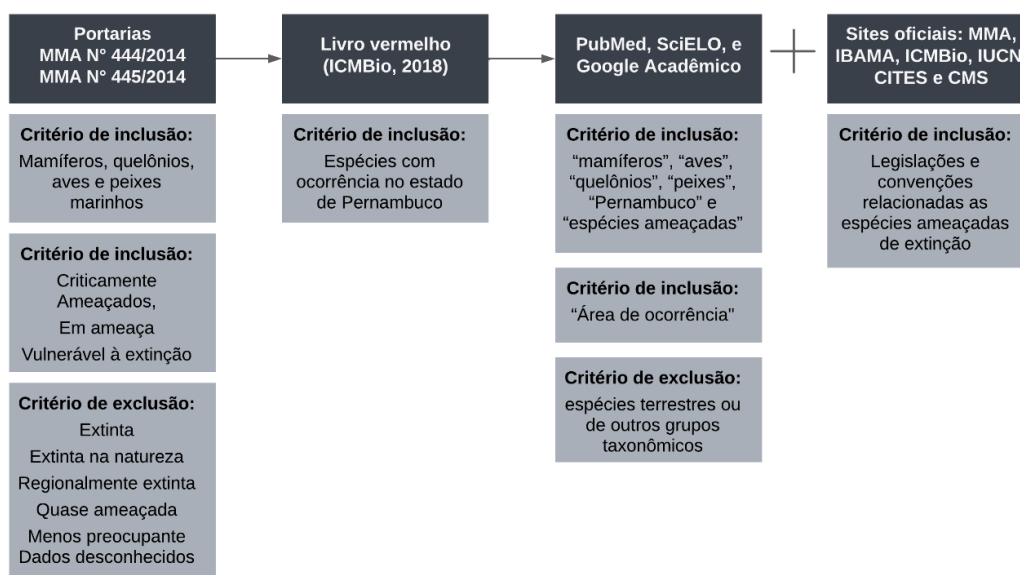 Portarias
MMA N° 444/2014
MMA N° 445/2014
Critério de inclusão:
Mamíferos, quelônios,
aves e peixes
marinhos
Critério de inclusão:
Criticamente
Ameaçados,
Em ameaça
Vulnerável à extinção
Critério de exclusão:
Extinta
Extinta na natureza
Regionalmente extinta
Quase ameaçada
Menos preocupante
Dados desconhecidos
Livro vermelho
(ICMBio, 2018)
Critério de inclusão:
Espécies com
ocorrência no estado
de Pernambuco
PubMed, SciELO, e
Google Acadêmico
Critério de inclusão:
“mamíferos”, “aves”,
“quelônios”, “peixes”,
“Pernambuco” e
“espécies ameaçadas”
Critério de inclusão:
“Área de ocorrência"
Critério de exclusão:
espécies terrestres ou
de outros grupos
taxonômicos
Sites oficiais: MMA,
IBAMA, ICMBio, IUCN
CITES e CMS
Critério de inclusão:
Legislações e
convenções
relacionadas as
espécies ameaçadas
de extinção